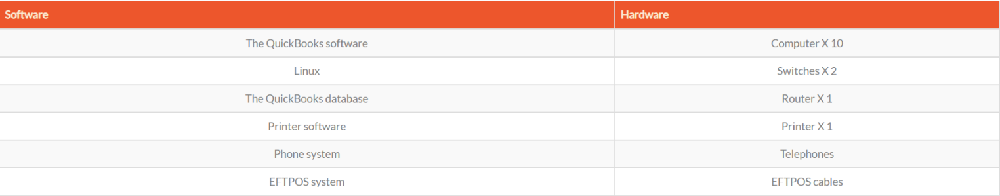 Software Hardware
The QuickBooks software Computer X 10
Linux Switches X 2
The QuickBooks database Router X 1
Printer software Printer X 1
Phone system Telephones
EFTPOS system EFTPOS cables